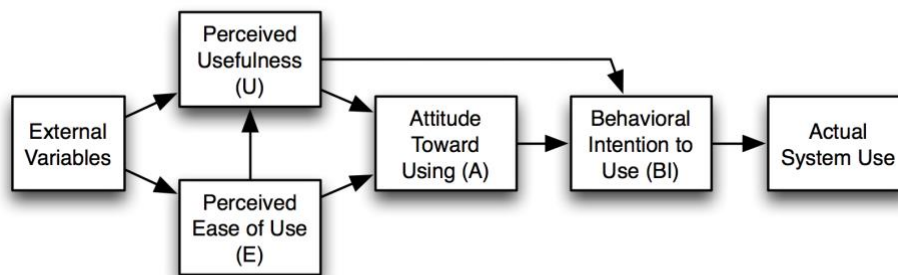 Perceived
Usefulness
(U)
External
Variables
Perceived
Ease of Use
(E)
Attitude
Toward
Using (A)
Behavioral
Intention to
Use (BI)
Actual
System Use